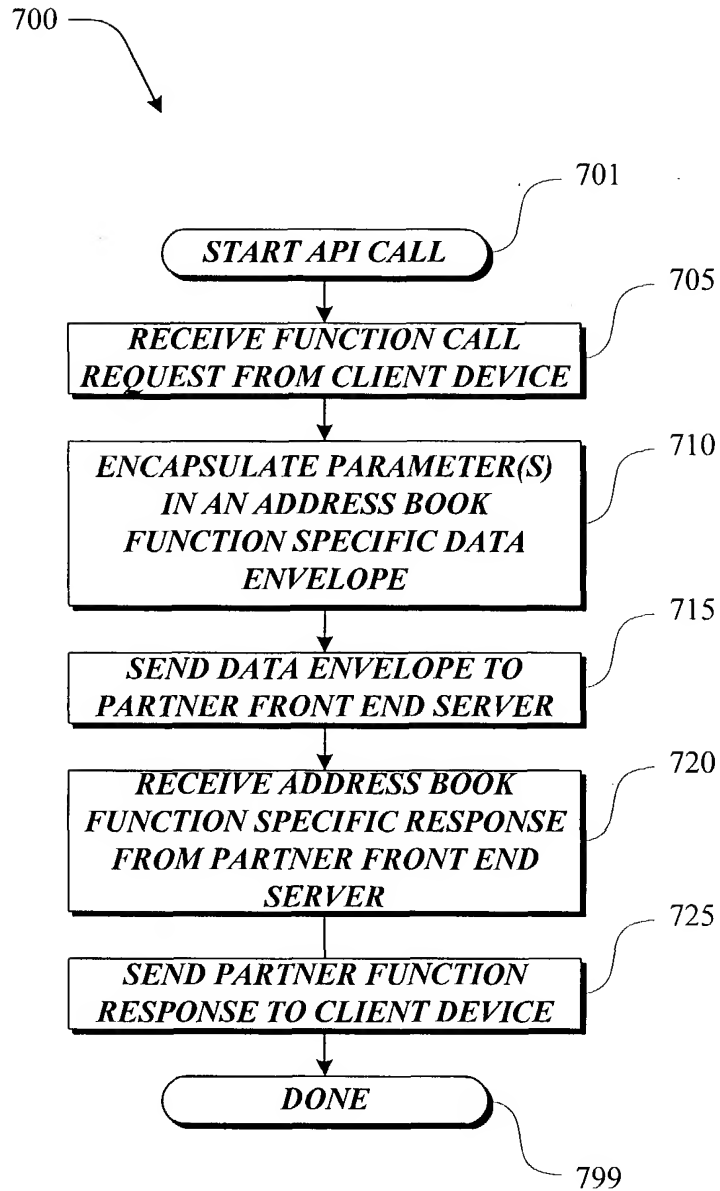 700
701
START API CALL
705
RECEIVE FUNCTION CALL
REQUEST FROM CLIENT DEVICE
710
ENCAPSULATE PARAMETER(S)
IN AN ADDRESS BOOK
FUNCTION SPECIFIC DATA
ENVELOPE
715
SEND DATA ENVELOPE TO
PARTNER FRONT END SERVER
720
RECEIVE ADDRESS BOOK
FUNCTION SPECIFIC RESPONSE
FROM PARTNER FRONT END
SERVER
725
SEND PARTNER FUNCTION
RESPONSE TO CLIENT DEVICE
DONE
799